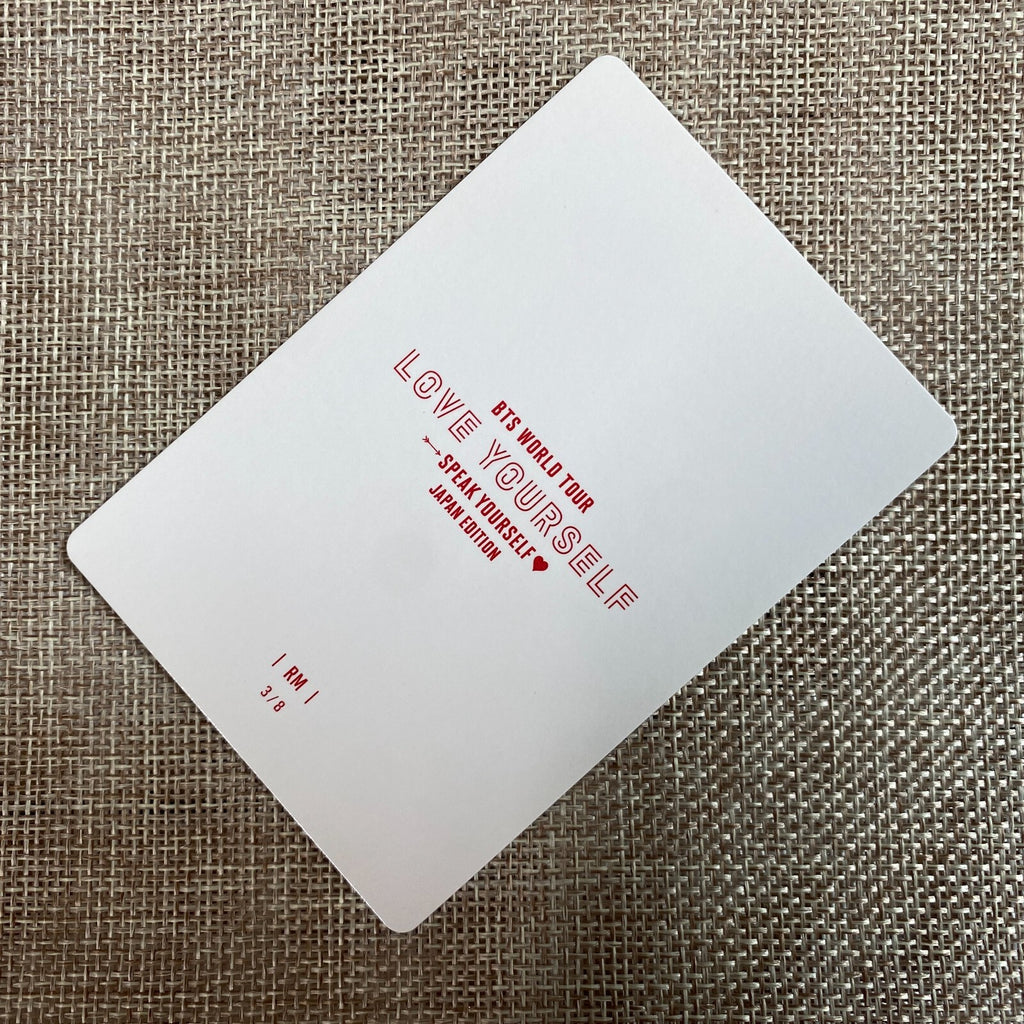 BTS WORLD TOUR
LOVE YOURSELF
SPEAK YOURSELF
JAPAN EDITION
| RM |
3/8